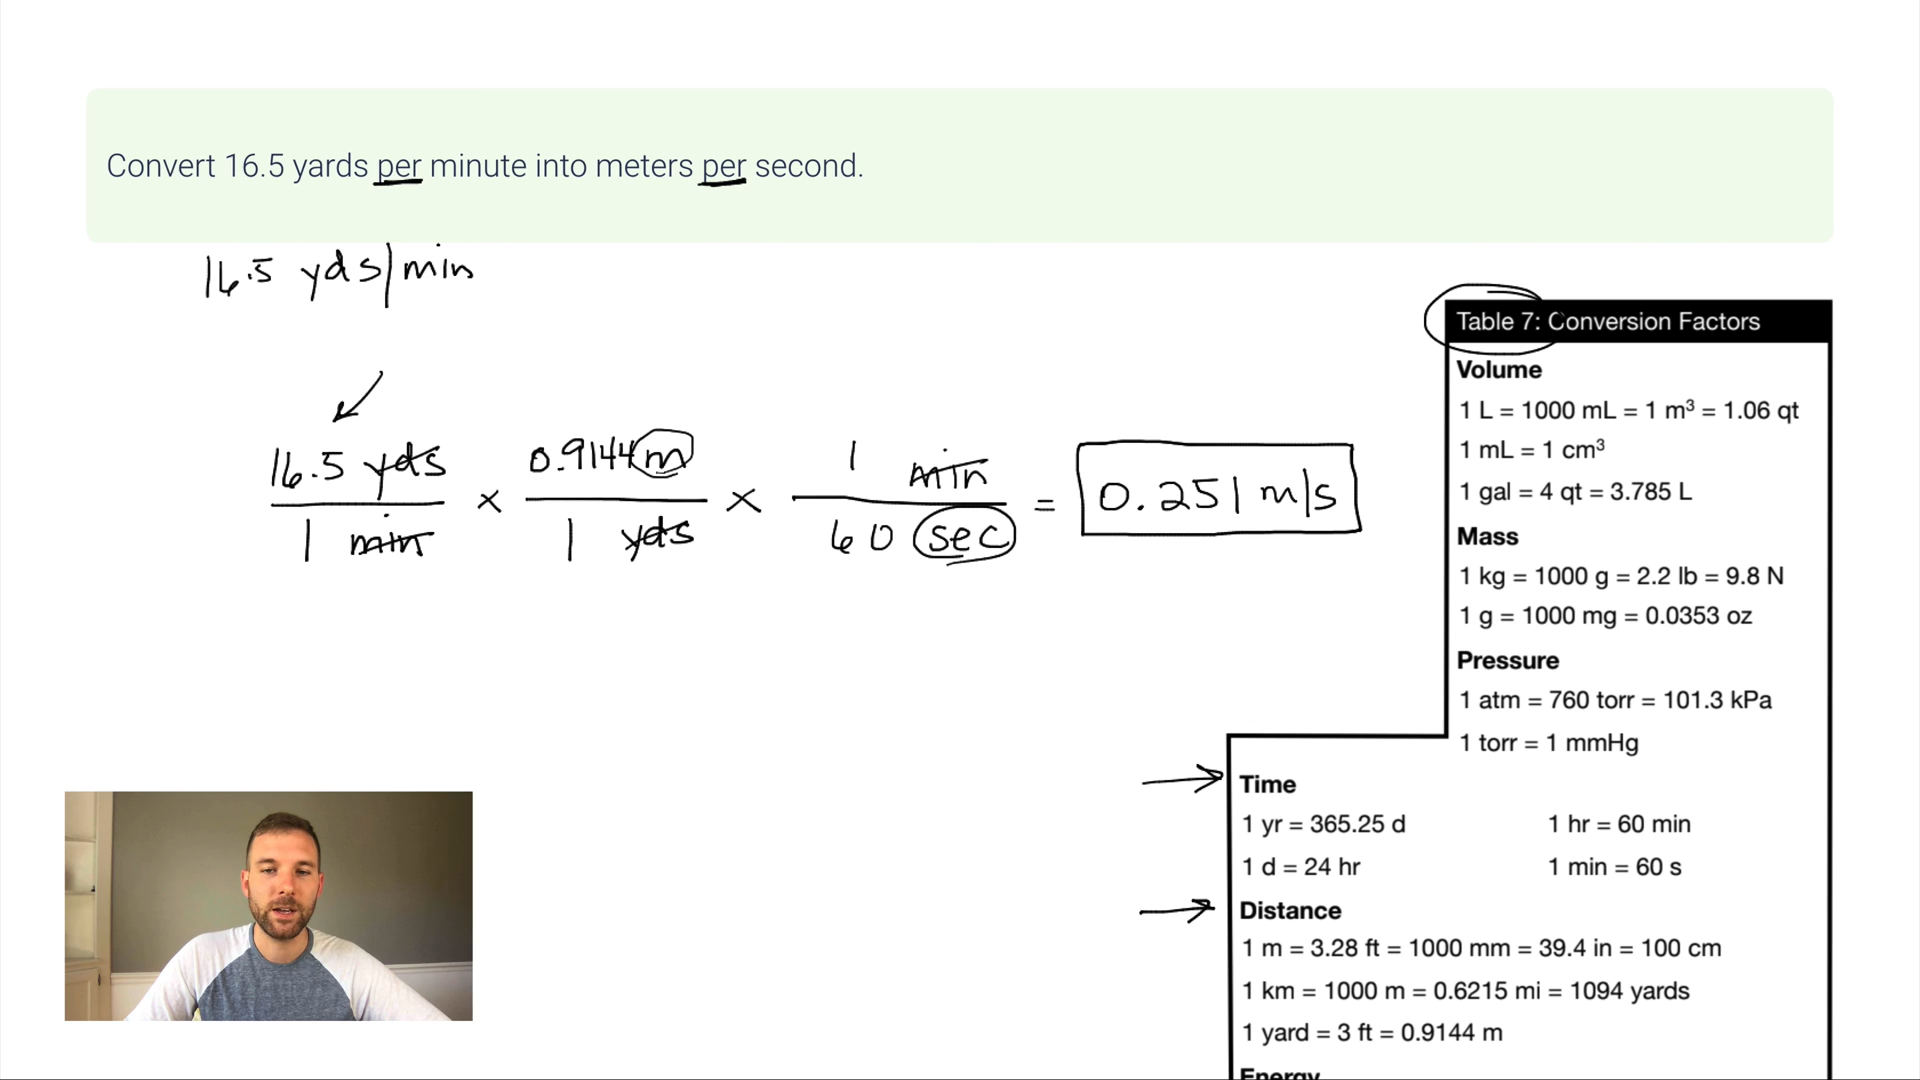 Convert 16.5 yards per minute into meters per second.
16.5 yds/min
16.5 yds / 1 min × 0.9144 m / 1 yds × 1 min / 60 sec = 0.251 m/s
Table 7: Conversion Factors
Volume
1 L = 1000 mL = 1 m³ = 1.06 qt
1 mL = 1 cm³
1 gal = 4 qt = 3.785 L
Mass
1 kg = 1000 g = 2.2 lb = 9.8 N
1 g = 1000 mg = 0.0353 oz
Pressure
1 atm = 760 torr = 101.3 kPa
1 torr = 1 mmHg
Time
1 yr = 365.25 d 1 hr = 60 min
1 d = 24 hr 1 min = 60 s
Distance
1 m = 3.28 ft = 1000 mm = 39.4 in = 100 cm
1 km = 1000 m = 0.6215 mi = 1094 yards
1 yard = 3 ft = 0.9144 m
Energy